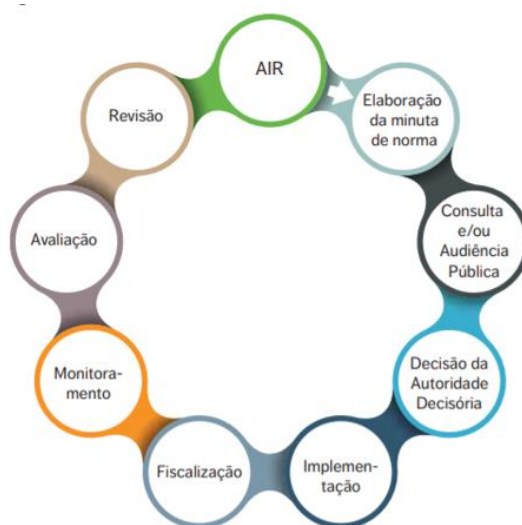 AIR
Elaboração
da minuta
de norma
Consulta
e/ou
Audiência
Pública
Decisão da
Autoridade
Decisória
Implemen-
tação
Fiscalização
Monitora-
mento
Avaliação
Revisão